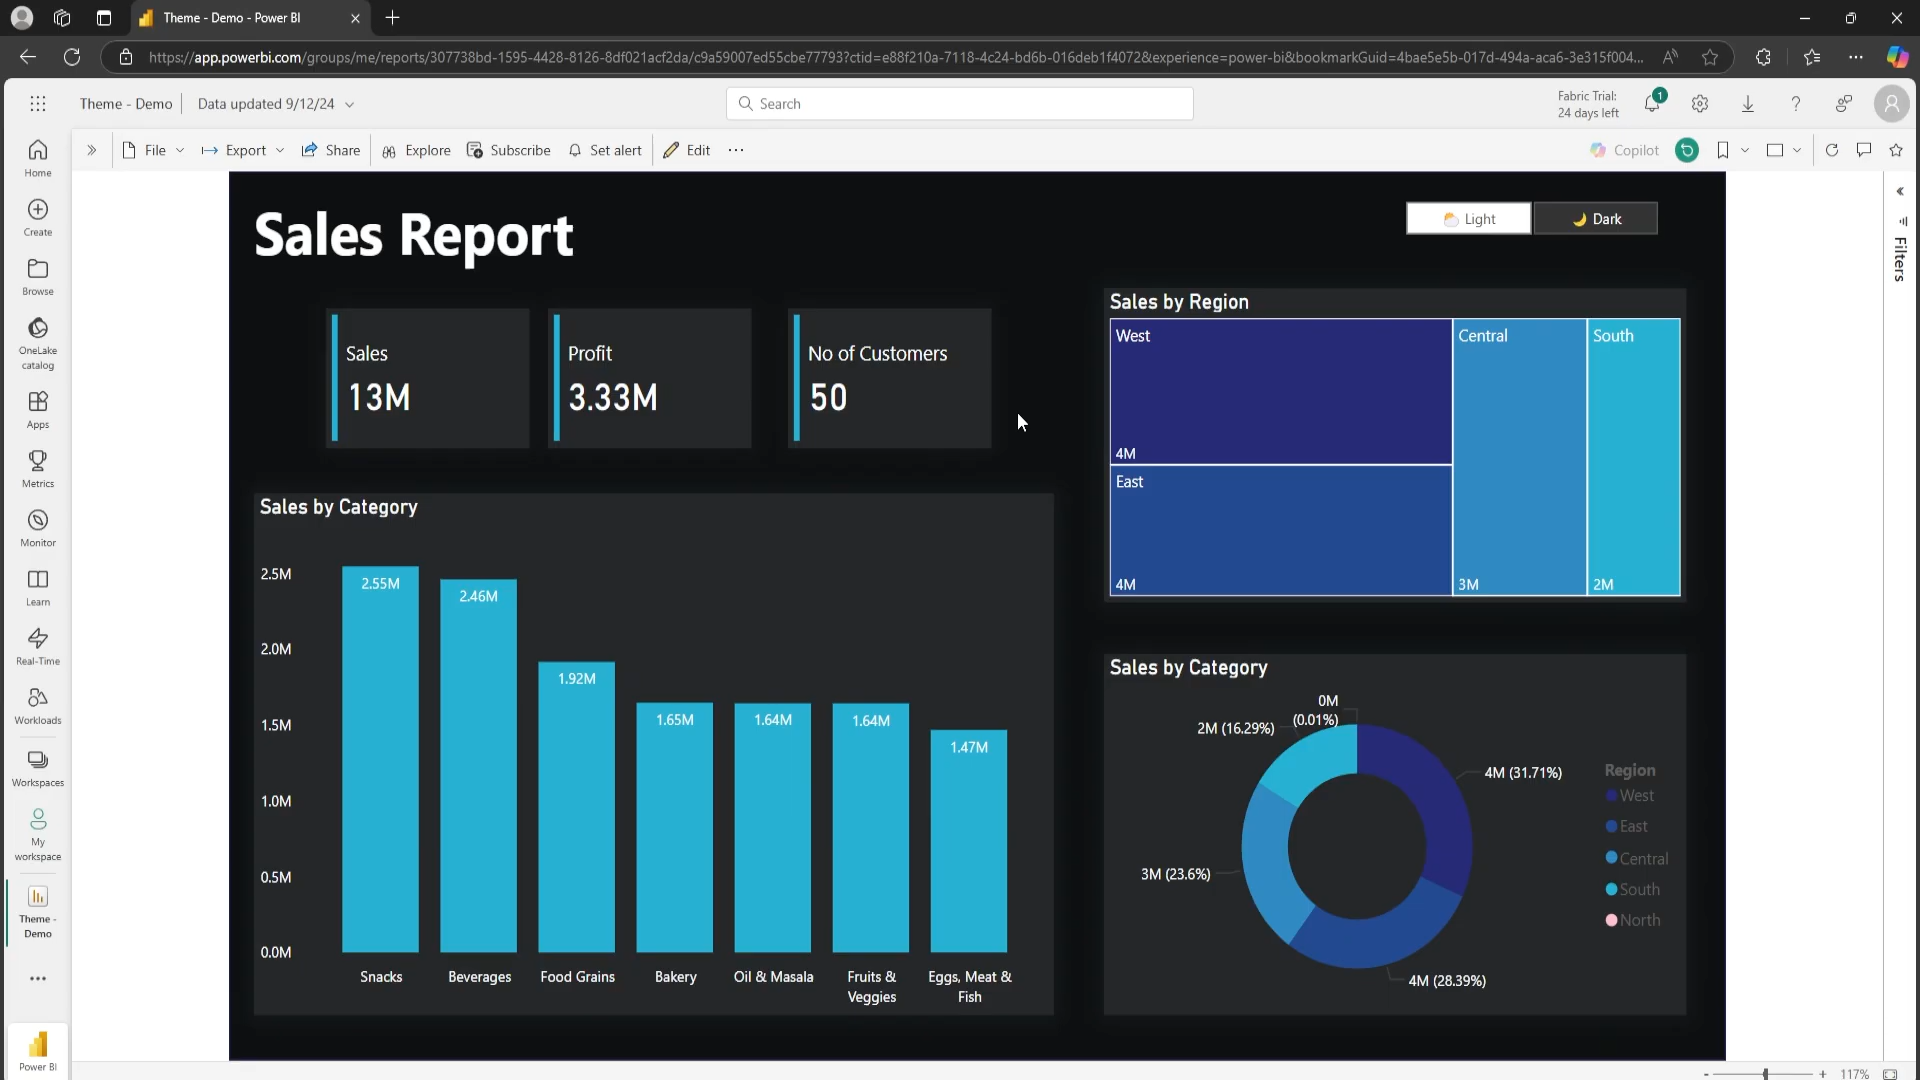 Theme - Demo - Power BI
https://app.powerbi.com/groups/me/reports/307738bd-1595-4428-8126-8df021acf2da/c9a59007ed55cbe77793?ctid=e88f210a-7118-4c24-bd6b-016deb1f4072&experience=power-bi&bookmarkGuid=4bae5e5b-017d-494a-aca6-3e315f004...
Theme - Demo
Data updated 9/12/24
Search
Fabric Trial:
24 days left
1
File
Export
Share
Explore
Subscribe
Set alert
Edit
Copilot
Home
Create
Browse
OneLake
catalog
Apps
Metrics
Monitor
Learn
Real-Time
Workloads
Workspaces
My
workspace
Theme -
Demo
Power BI
Filters
Sales Report
Light
Dark
Sales
13M
Profit
3.33M
No of Customers
50
Sales by Region
West
4M
East
4M
Central
3M
South
2M
Sales by Category
2.5M
2.0M
1.5M
1.0M
0.5M
0.0M
2.55M
2.46M
1.92M
1.65M
1.64M
1.64M
1.47M
Snacks
Beverages
Food Grains
Bakery
Oil & Masala
Fruits &
Veggies
Eggs, Meat &
Fish
Sales by Category
0M
(0.01%)
2M (16.29%)
4M (31.71%)
3M (23.6%)
4M (28.39%)
Region
West
East
Central
South
North
117%